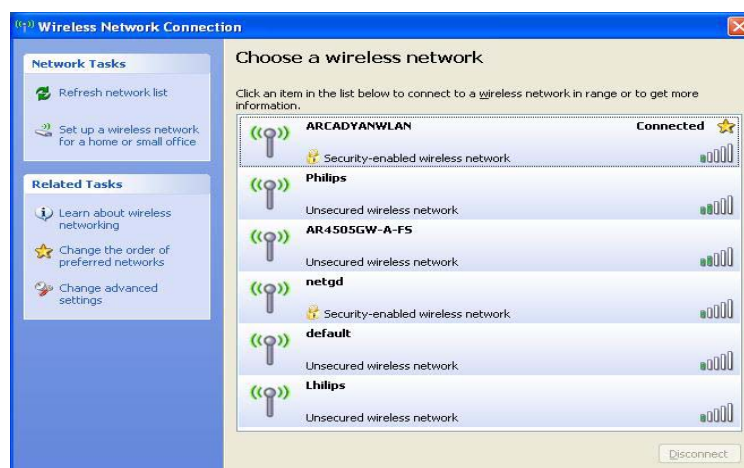 Wireless Network Connection
Network Tasks
Refresh network list
Set up a wireless network
for a home or small office
Related Tasks
Learn about wireless
networking
Change the order of
preferred networks
Change advanced
settings
Choose a wireless network
Click an item in the list below to connect to a wireless network in range or to get more
information.
ARCADYANWLAN Connected
Security-enabled wireless network
Philips
Unsecured wireless network
AR4505GW-A-FS
Unsecured wireless network
netgd
Security-enabled wireless network
default
Unsecured wireless network
Lhilips
Unsecured wireless network
Disconnect